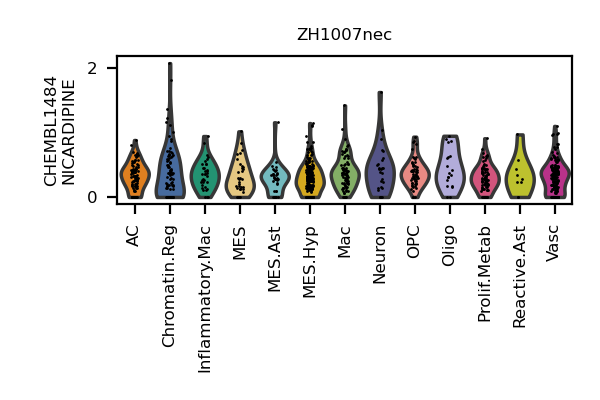 ZH1007nec
CHEMBL1484
NICARDIPINE
2
0
AC
Chromatin.Reg
Inflammatory.Mac
MES
MES.Ast
MES.Hyp
Mac
Neuron
OPC
Oligo
Prolif.Metab
Reactive.Ast
Vasc